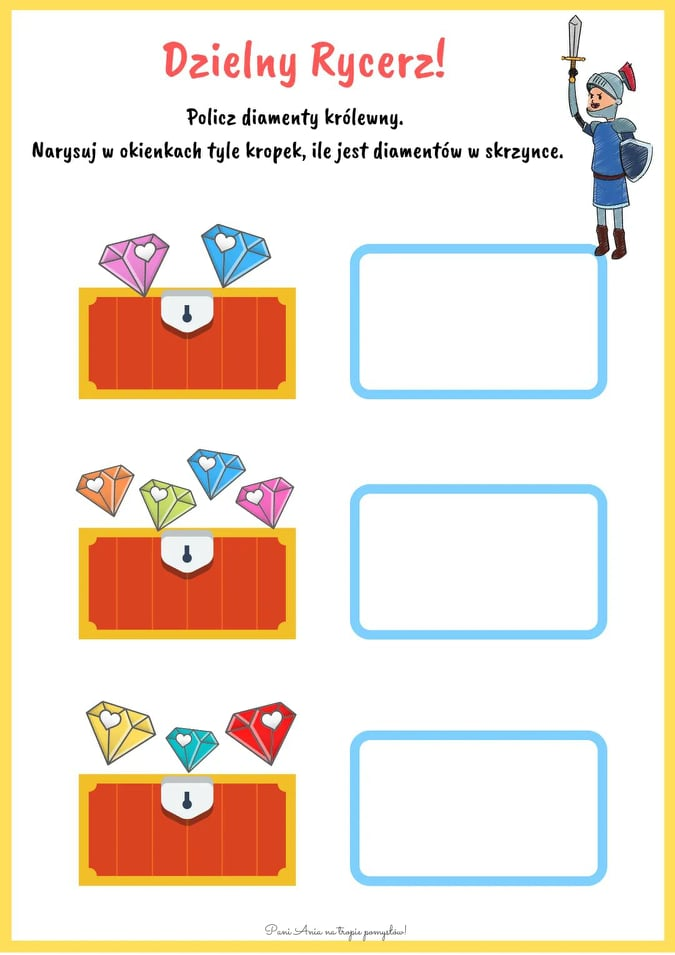 Dzielny Rycerz!
Policz diamenty królewny.
Narysuj w okienkach tyle kropek, ile jest diamentów w skrzynce.
Pani Ania na tropie pomysłów!